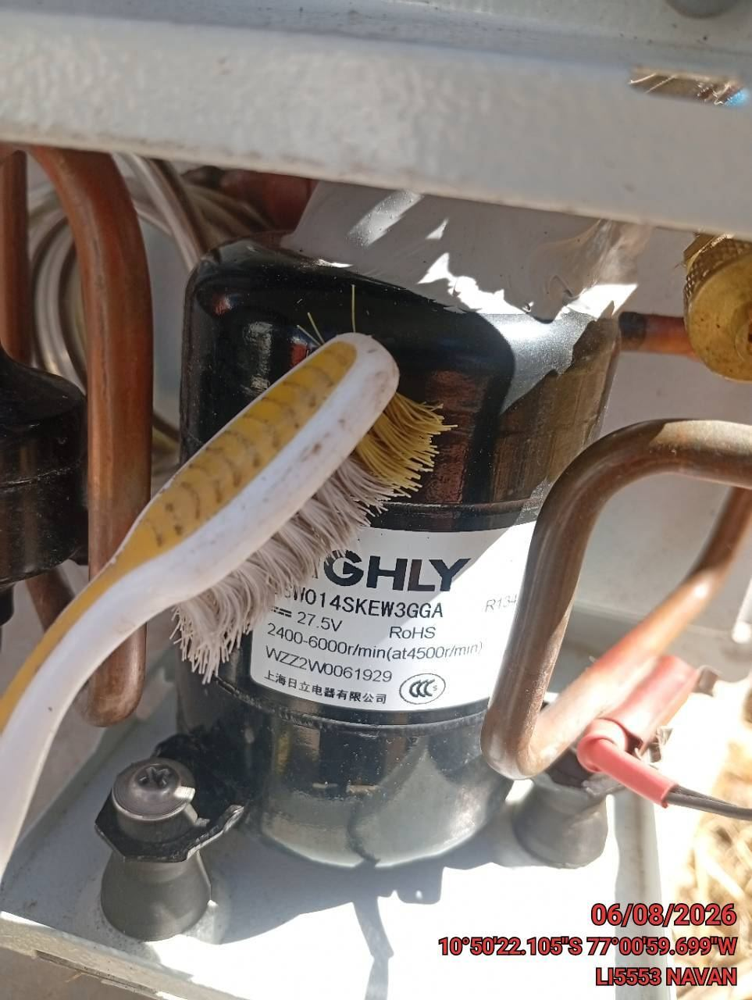 GHLY
W014SKEW3GGA R134
27.5V RoHS
2400-6000r/min(at4500r/min)
WZZ2W0061929
上海日立电器有限公司 CCC S
06/08/2026
10°50'22.105"S 77°00'59.699"W
LI5553 NAVAN